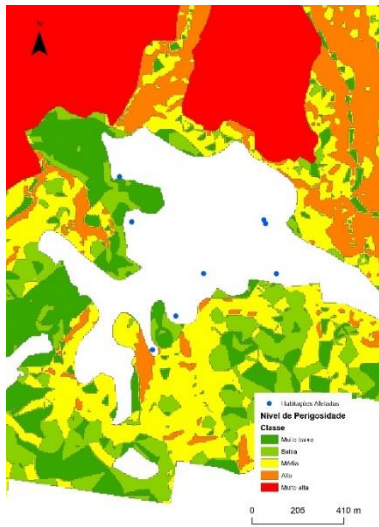 Habitações Afetadas
Nível de Perigosidade
Classe
Muito baixa
Baixa
Média
Alta
Muito alta
0 205 410 m